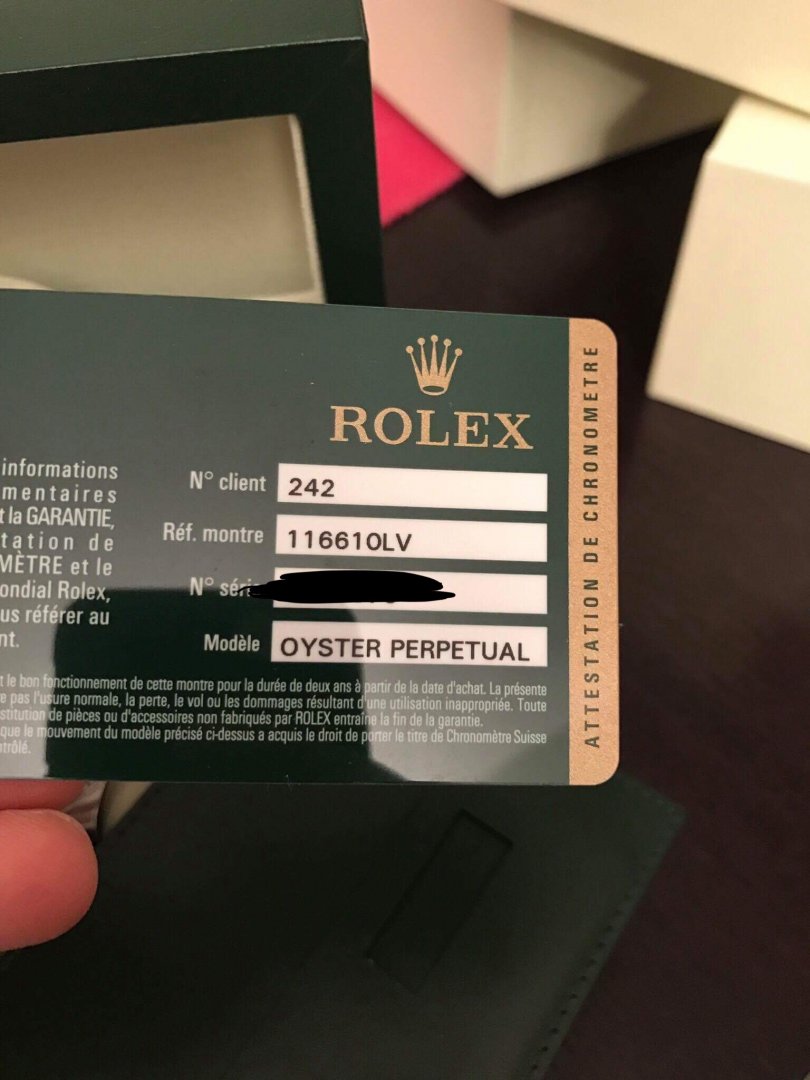 ROLEX
informations
mentaires
t la GARANTIE,
tation de
MÈTRE et le
ondial Rolex,
us référer au
nt.
N° client 242
Réf. montre 116610LV
N° séri
Modèle OYSTER PERPETUAL
t le bon fonctionnement de cette montre pour la durée de deux ans à partir de la date d'achat. La présente
e pas l'usure normale, la perte, le vol ou les dommages résultant d'une utilisation inappropriée. Toute
stitution de pièces ou d'accessoires non fabriqués par ROLEX entraîne la fin de la garantie.
que le mouvement du modèle précisé ci-dessus a acquis le droit de porter le titre de Chronomètre Suisse
ntrôlé.
ATTESTATION DE CHRONOMETRE